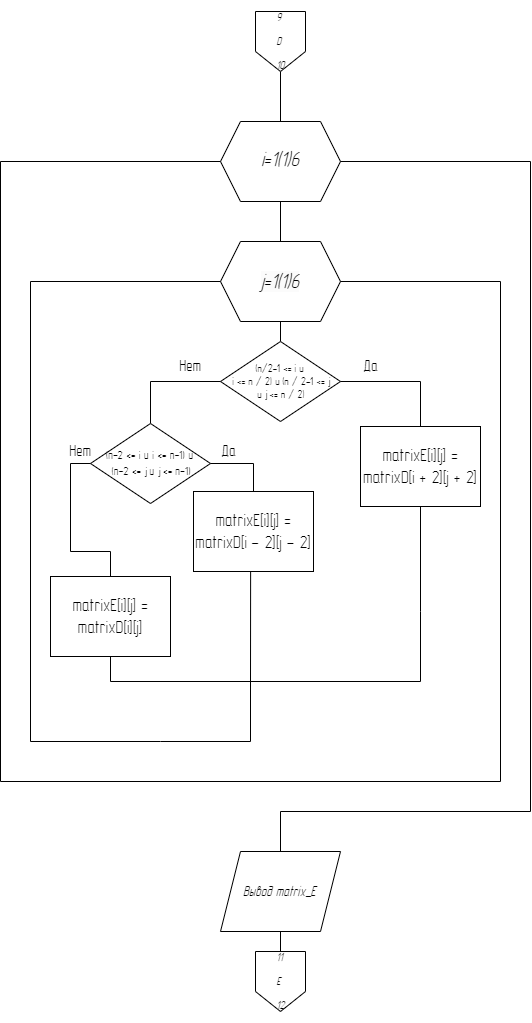 9
D
10
i=1(1)6
j=1(1)6
Нет
Да
(n/2-1 <= i и
i <= n / 2) и (n / 2-1 <= j
и j <= n / 2)
Нет
Да
(n-2 <= i и i <= n-1) и
(n-2 <= j и j <= n-1)
matrixE[i][j] =
matrixD[i + 2][j + 2]
matrixE[i][j] =
matrixD[i - 2][j - 2]
matrixE[i][j] =
matrixD[i][j]
Вывод matrix_E
11
E
12